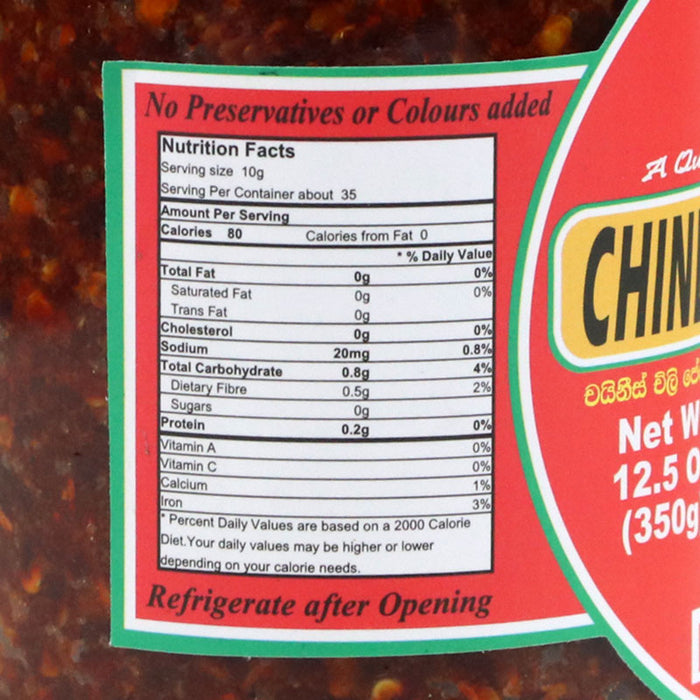 No Preservatives or Colours added
Nutrition Facts
Serving size 10g
Serving Per Container about 35
Amount Per Serving
Calories 80 Calories from Fat 0
* % Daily Value
Total Fat 0g 0%
Saturated Fat 0g 0%
Trans Fat 0g
Cholesterol 0g 0%
Sodium 20mg 0.8%
Total Carbohydrate 0.8g 4%
Dietary Fibre 0.5g 2%
Sugars 0g
Protein 0.2g 0%
Vitamin A 0%
Vitamin C 0%
Calcium 1%
Iron 3%
* Percent Daily Values are based on a 2000 Calorie
Diet.Your daily values may be higher or lower
depending on your calorie needs.
Refrigerate after Opening
A Qu
CHIN
චයිනීස් චිලි
Net W
12.5 O
(350g